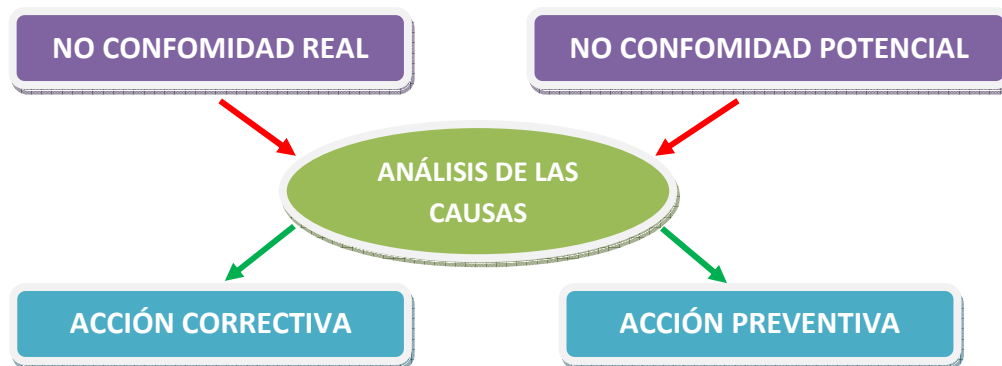 NO CONFOMIDAD REAL
NO CONFOMIDAD POTENCIAL
ANÁLISIS DE LAS
CAUSAS
ACCIÓN CORRECTIVA
ACCIÓN PREVENTIVA